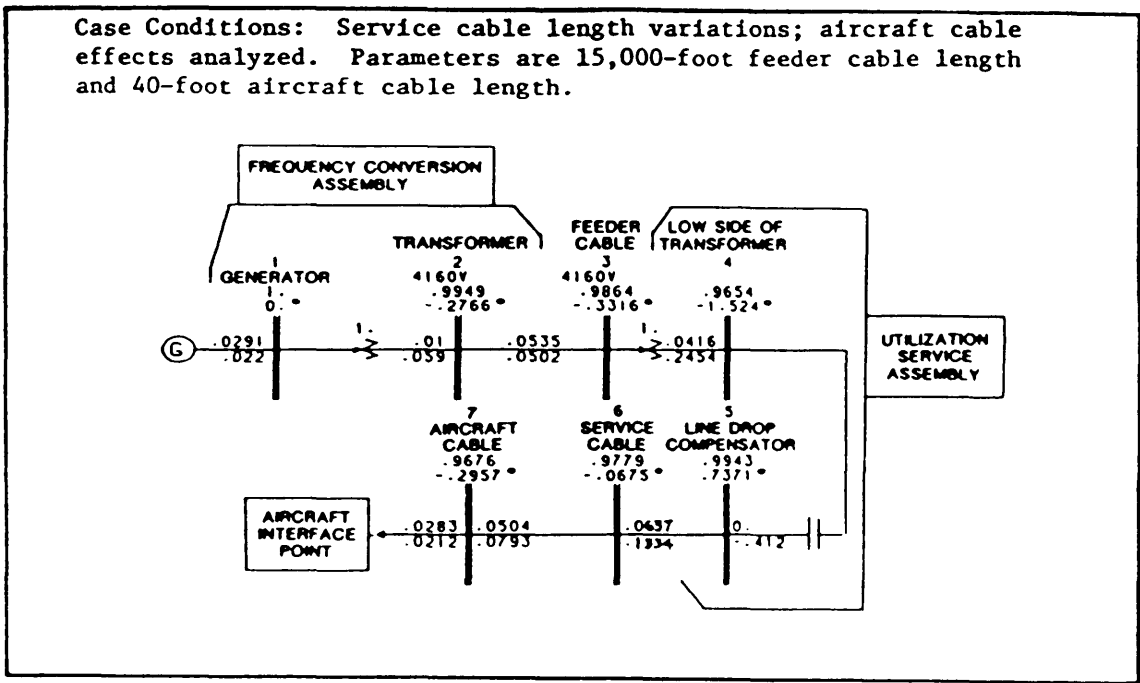 Case Conditions: Service cable length variations; aircraft cable
effects analyzed. Parameters are 15,000-foot feeder cable length
and 40-foot aircraft cable length.
FREQUENCY CONVERSION
ASSEMBLY
1
GENERATOR
1.
0.°
TRANSFORMER
2
4160V
.9949
-.2766°
FEEDER
CABLE
3
4160V
.9864
-.3316°
LOW SIDE OF
TRANSFORMER
4
.9654
-1.524°
G
.0291
.022
1.
.01
.059
.0535
.0502
1.
.0416
.2454
UTILIZATION
SERVICE
ASSEMBLY
7
AIRCRAFT
CABLE
.9676
-.2957°
6
SERVICE
CABLE
.9779
-.0675°
5
LINE DROP
COMPENSATOR
.9943
.7371°
AIRCRAFT
INTERFACE
POINT
.0283
.0212
.0504
.0793
.0637
.1334
0.
-.412